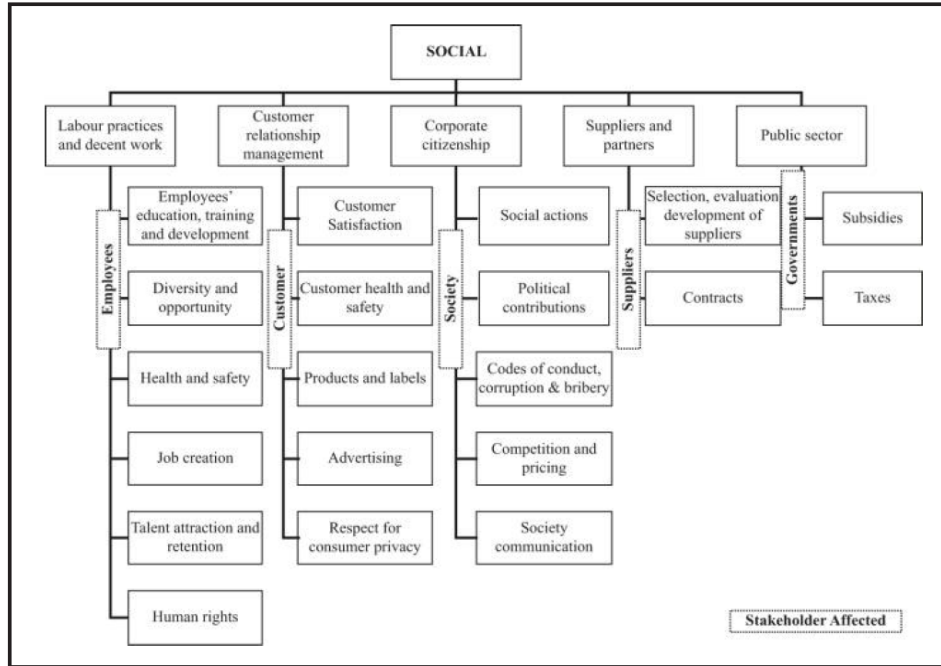 SOCIAL
Labour practices
and decent work
Customer
relationship
management
Corporate
citizenship
Suppliers and
partners
Public sector
Employees
Employees’
education, training
and development
Diversity and
opportunity
Health and safety
Job creation
Talent attraction and
retention
Human rights
Customer
Customer
Satisfaction
Customer health and
safety
Products and labels
Advertising
Respect for
consumer privacy
Society
Social actions
Political
contributions
Codes of conduct,
corruption & bribery
Competition and
pricing
Society
communication
Suppliers
Selection, evaluation
development of
suppliers
Contracts
Governments
Subsidies
Taxes
Stakeholder Affected